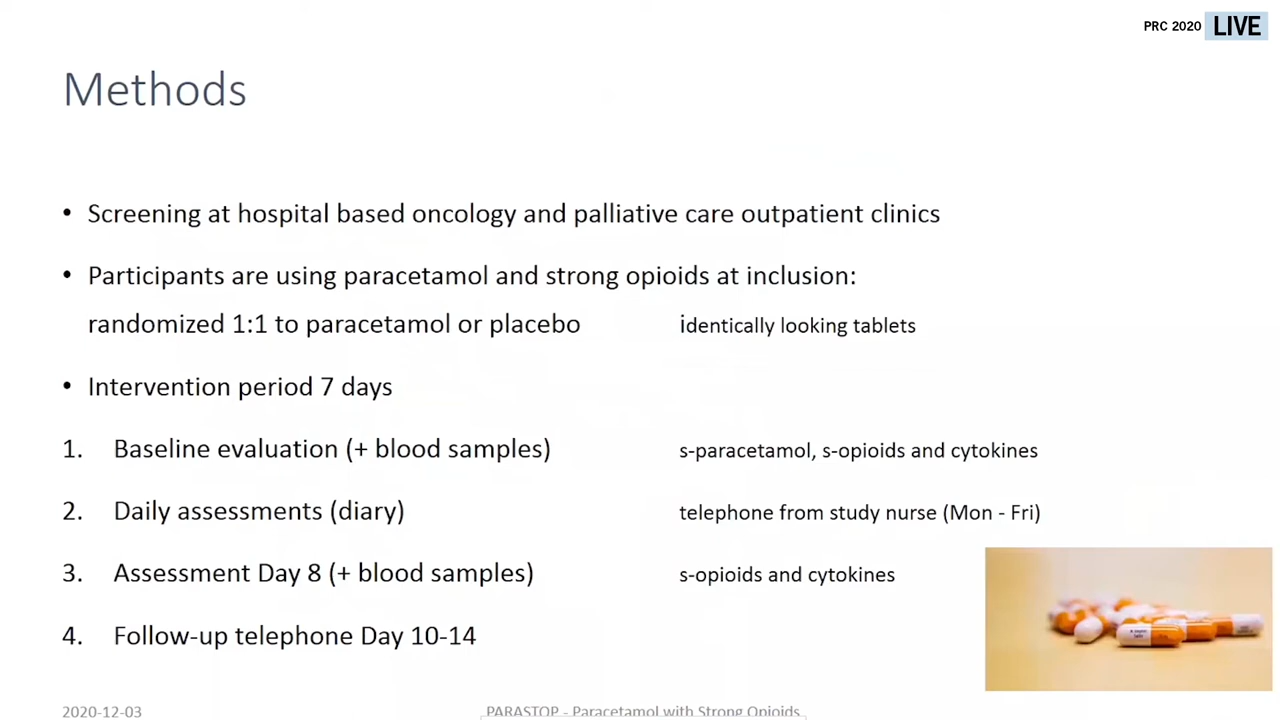 PRC 2020 LIVE
Methods
• Screening at hospital based oncology and palliative care outpatient clinics
• Participants are using paracetamol and strong opioids at inclusion:
randomized 1:1 to paracetamol or placebo identically looking tablets
• Intervention period 7 days
1. Baseline evaluation (+ blood samples) s-paracetamol, s-opioids and cytokines
2. Daily assessments (diary) telephone from study nurse (Mon - Fri)
3. Assessment Day 8 (+ blood samples) s-opioids and cytokines
4. Follow-up telephone Day 10-14
2020-12-03 PARASTOP - Paracetamol with Strong Opioids